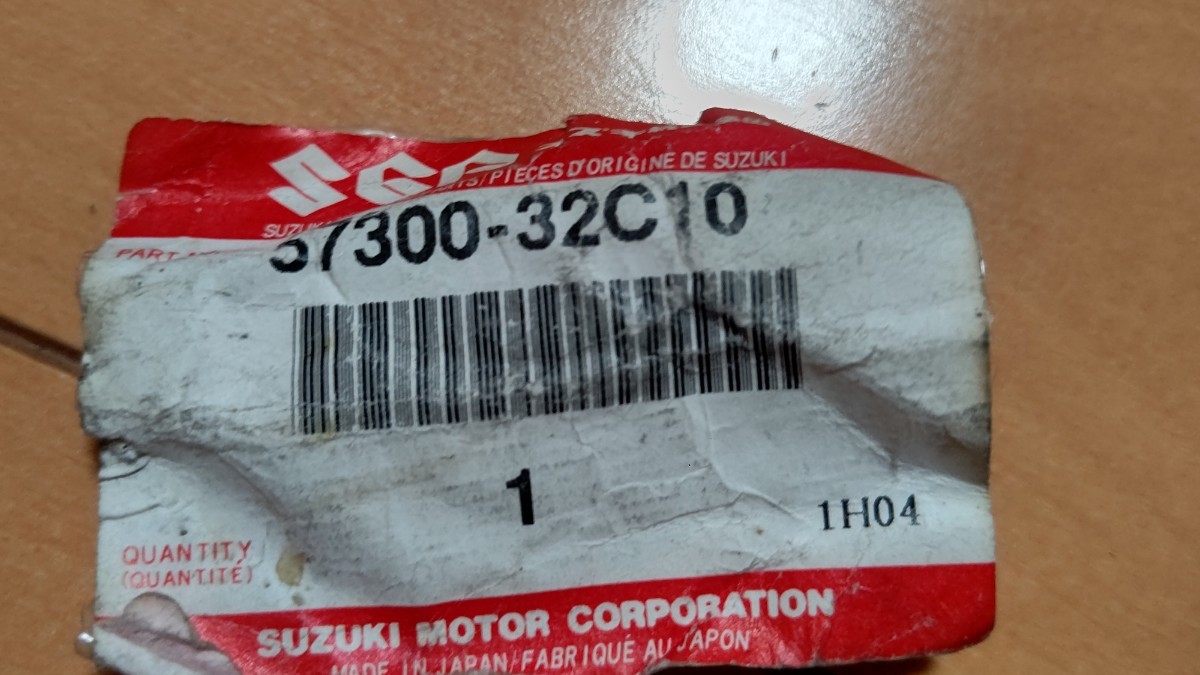 /PIECES D'ORIGINE DE SUZUKI
37300-32C10
1
1H04
QUANTITY
(QUANTITÉ)
SUZUKI MOTOR CORPORATION
MADE IN JAPAN/FABRIQUÉ AU JAPON